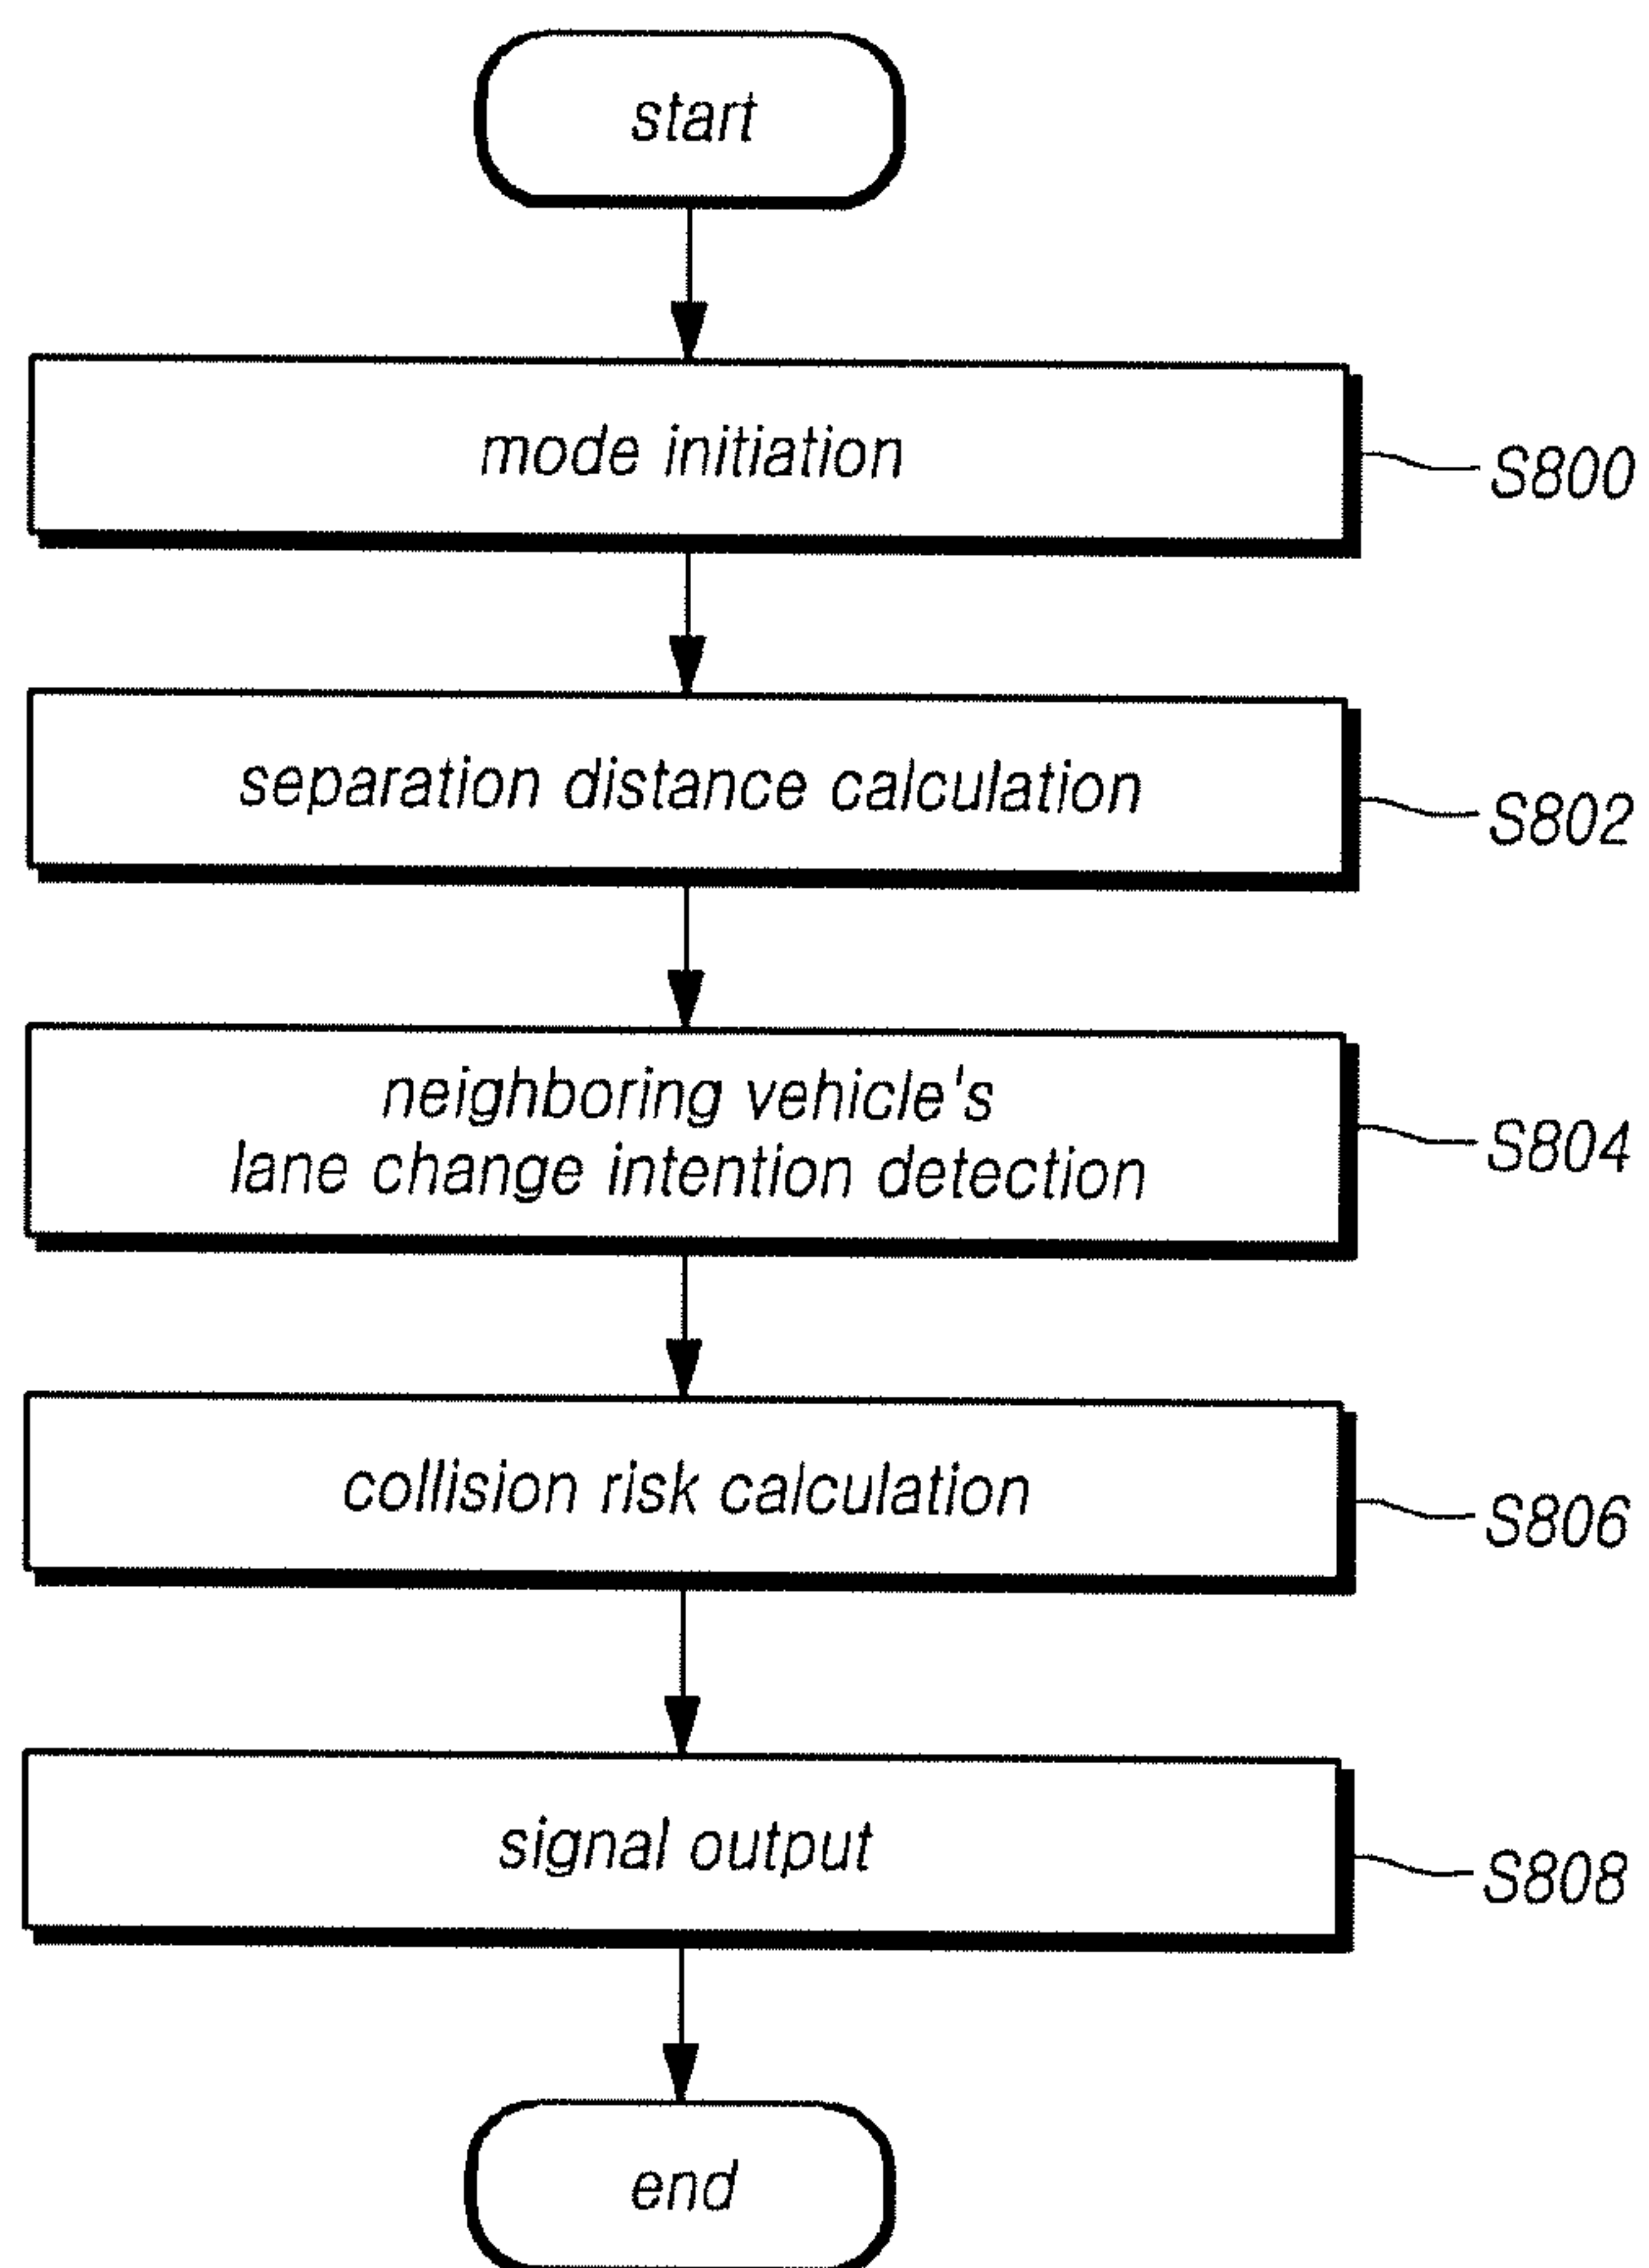 start
mode initiation
S800
separation distance calculation
S802
neighboring vehicle's
lane change intention detection
S804
collision risk calculation
S806
signal output
S808
end